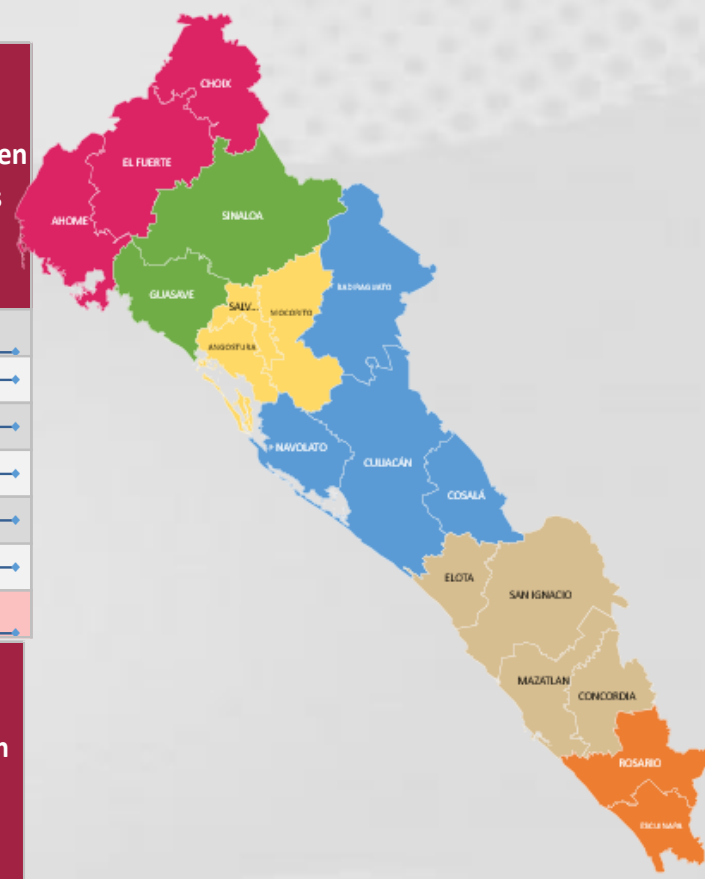 CHOIX
en
EL FUERTE
AHOME
SINALOA
BADIRAGUATO
GUASAVE
SALV...
MOCORITO
ANGOSTURA
NAVOLATO
CULIACÁN
COSALÁ
ELOTA
SAN IGNACIO
MAZATLAN
CONCORDIA
ROSARIO
ESCUINAPA